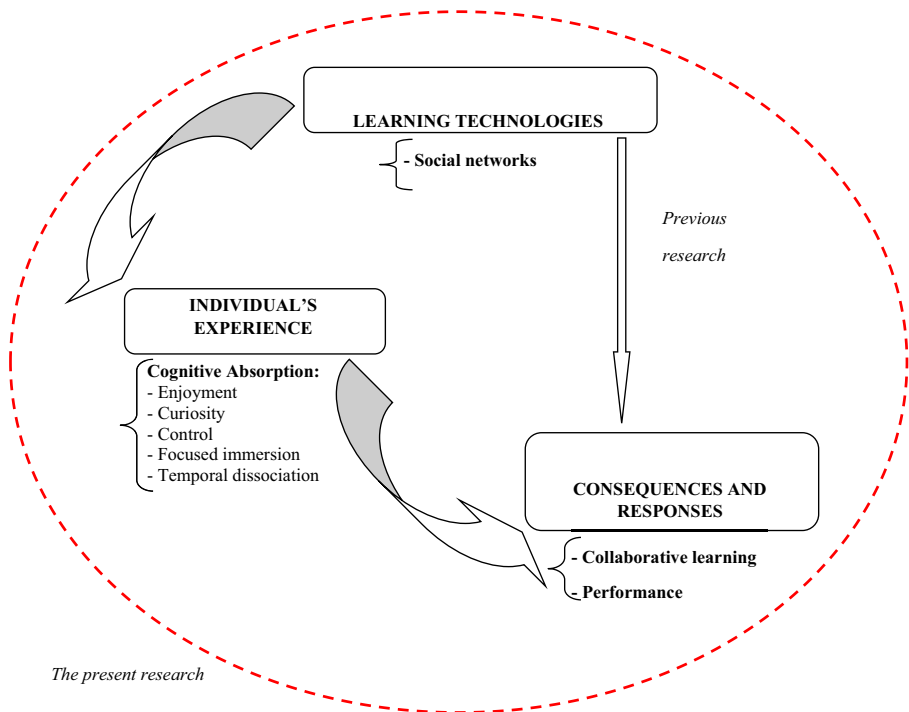 LEARNING TECHNOLOGIES
- Social networks
Previous
research
INDIVIDUAL’S
EXPERIENCE
Cognitive Absorption:
- Enjoyment
- Curiosity
- Control
- Focused immersion
- Temporal dissociation
CONSEQUENCES AND
RESPONSES
- Collaborative learning
- Performance
The present research